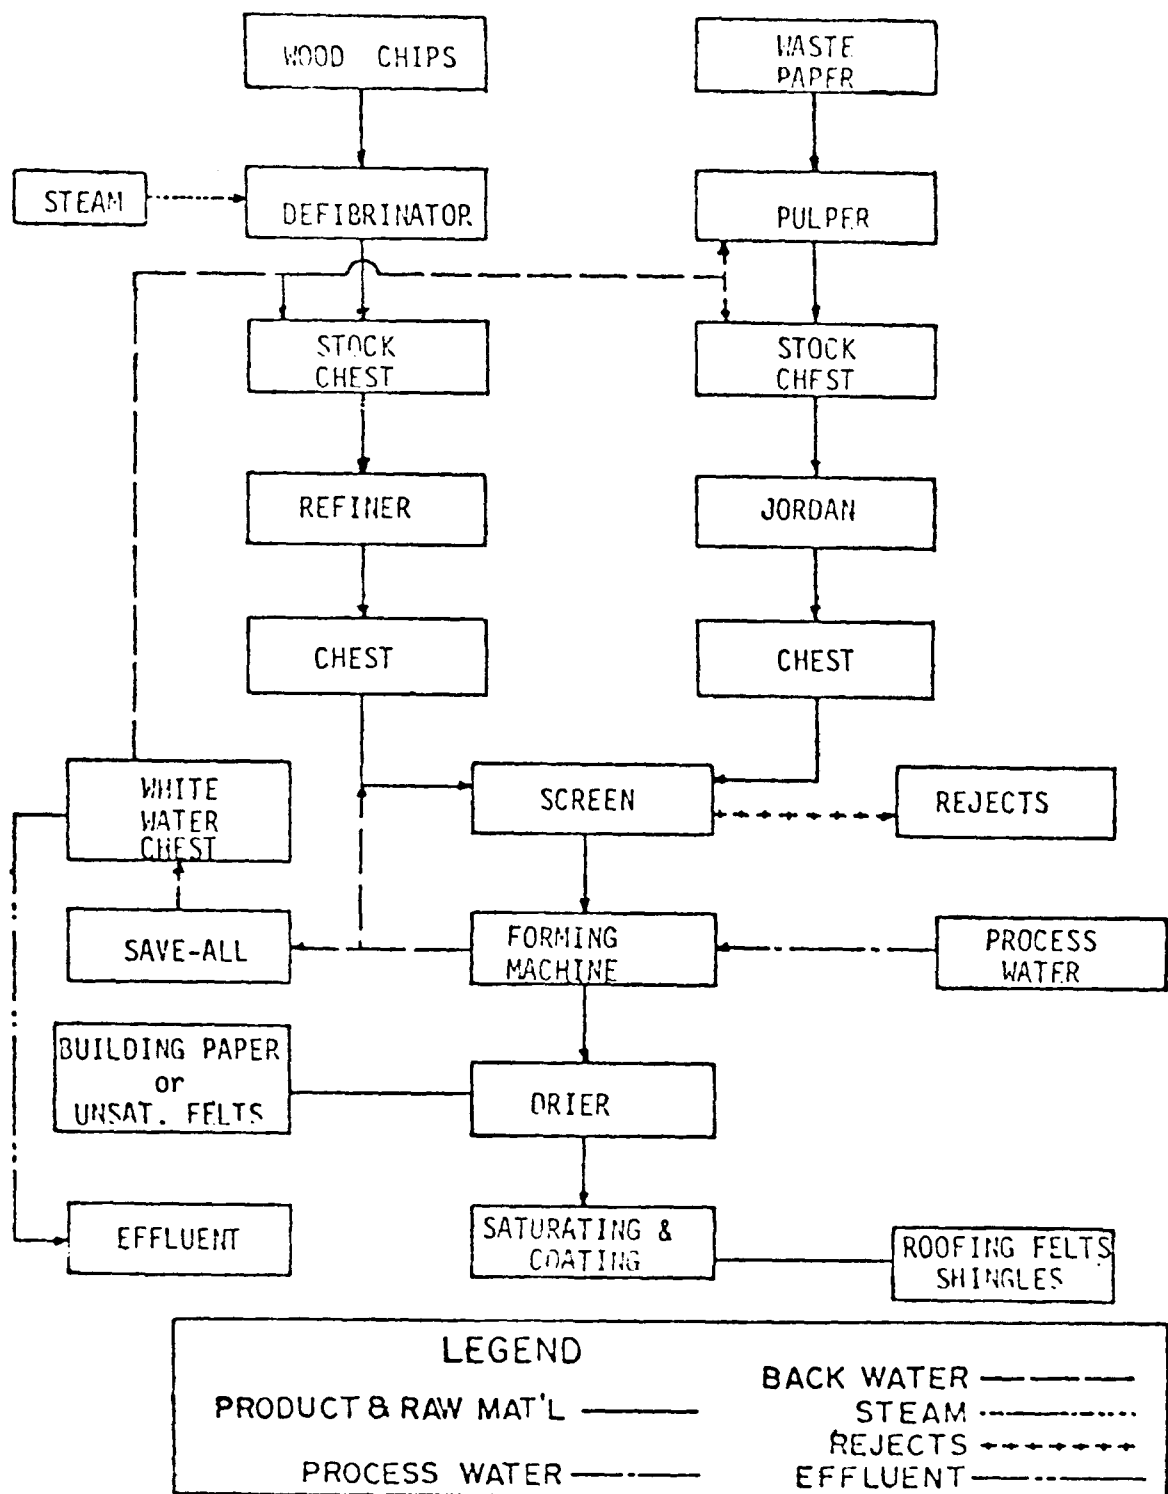 WOOD CHIPS
WASTE
PAPER
STEAM
DEFIBRINATOR
PULPER
STOCK
CHEST
STOCK
CHEST
REFINER
JORDAN
CHEST
CHEST
WHITE
WATER
CHEST
SCREEN
REJECTS
SAVE-ALL
FORMING
MACHINE
PROCESS
WATER
BUILDING PAPER
or
UNSAT. FELTS
DRIER
EFFLUENT
SATURATING &
COATING
ROOFING FELTS
SHINGLES
LEGEND
PRODUCT & RAW MAT'L
PROCESS WATER
BACK WATER
STEAM
REJECTS
EFFLUENT